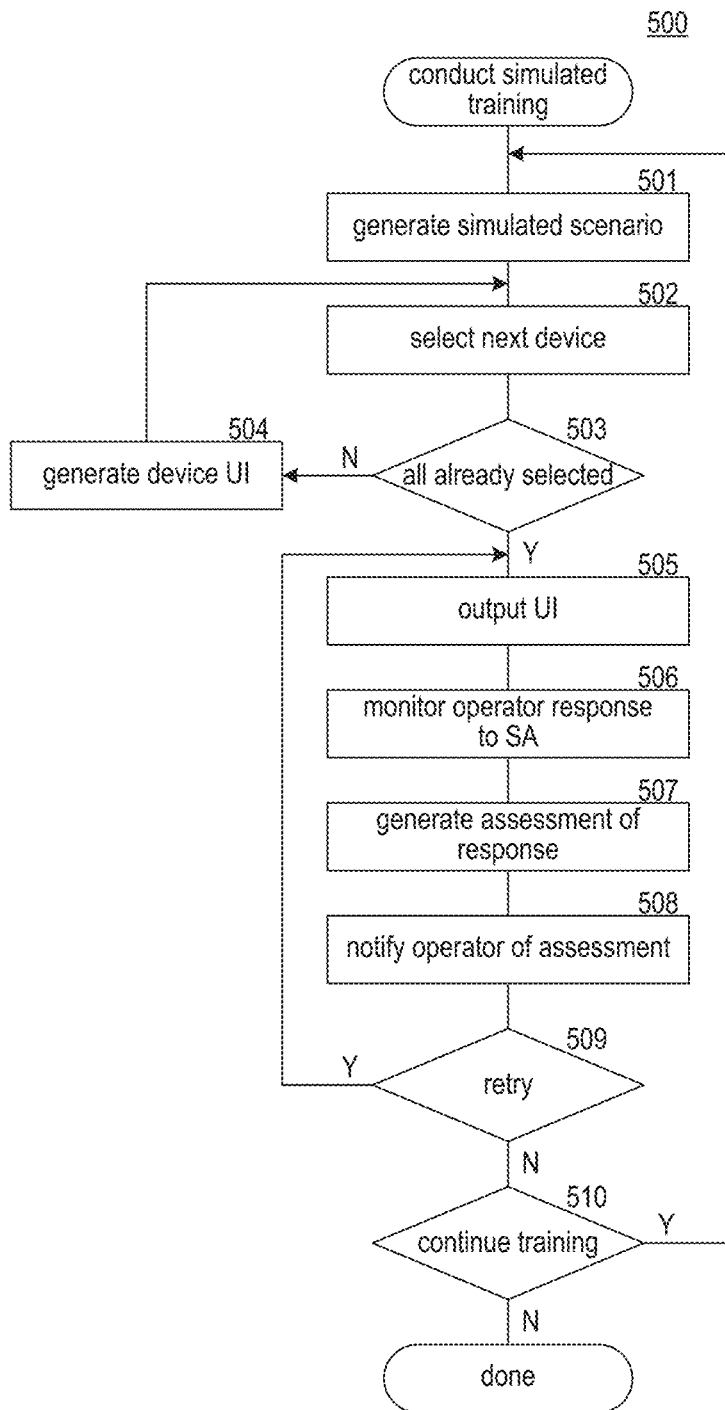 500
conduct simulated
training
501
generate simulated scenario
502
select next device
503
all already selected
N
504
generate device UI
Y
505
output UI
506
monitor operator response
to SA
507
generate assessment of
response
508
notify operator of assessment
509
retry
Y
N
510
continue training
Y
N
done